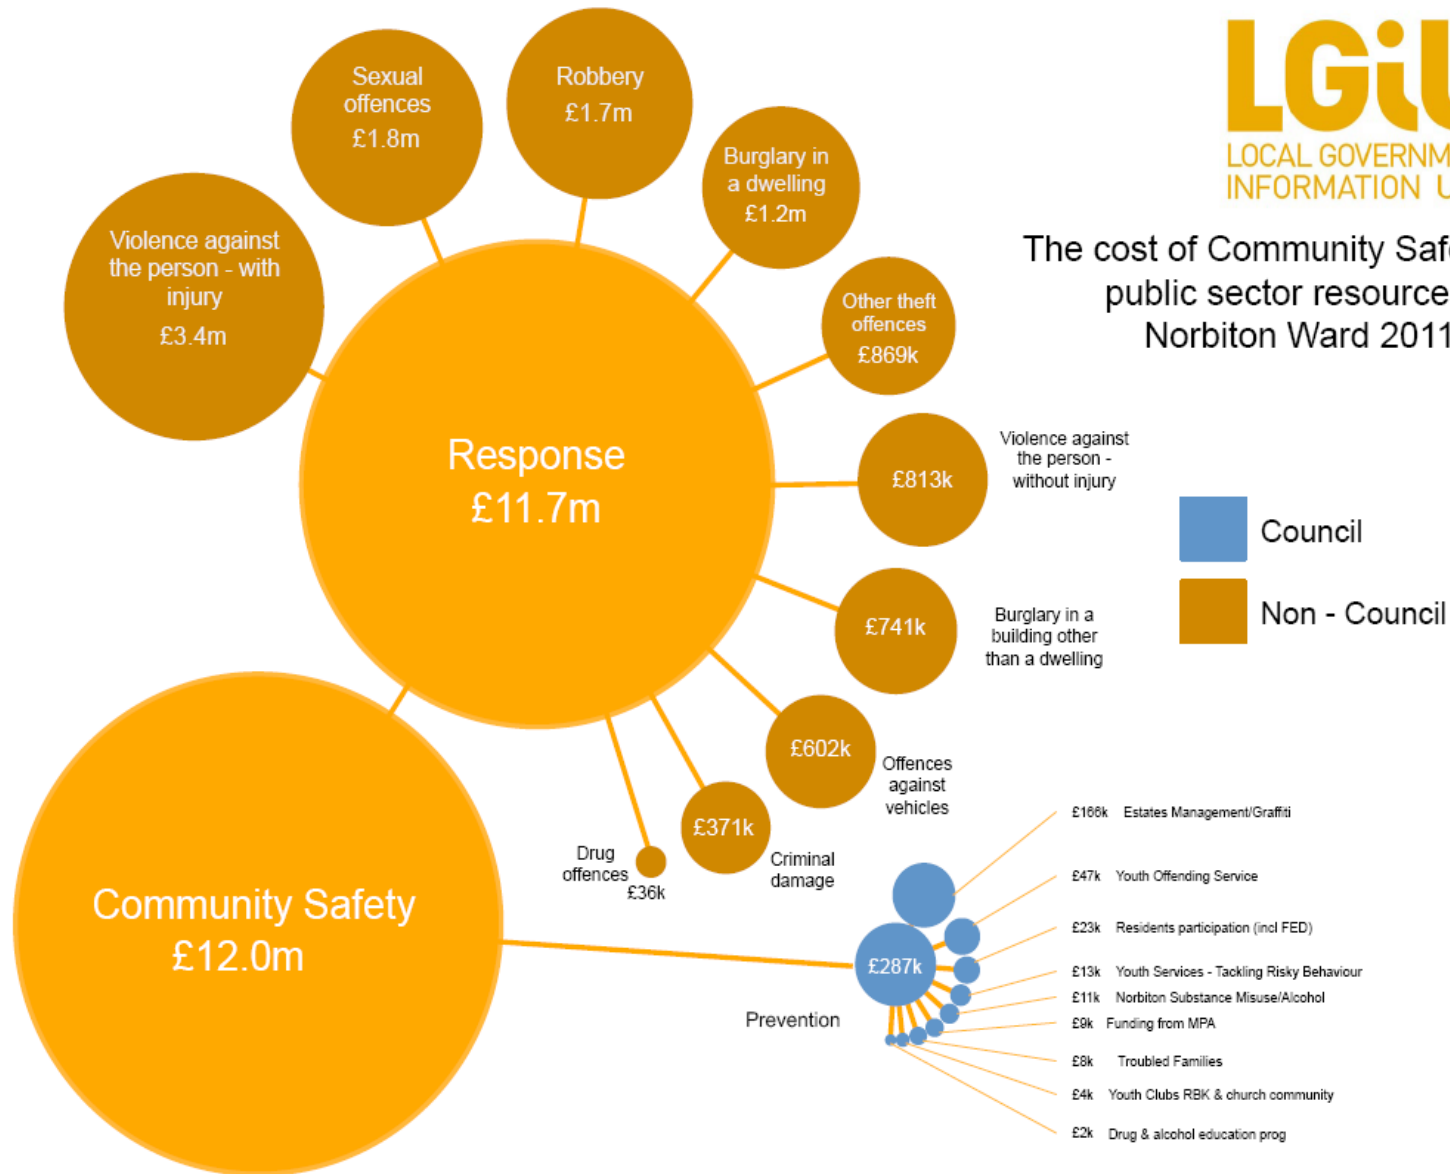 LGiU
LOCAL GOVERNM
INFORMATION U
The cost of Community Safe
public sector resource
Norbiton Ward 2011
Sexual
offences
£1.8m
Robbery
£1.7m
Burglary in
a dwelling
£1.2m
Violence against
the person - with
injury
£3.4m
Other theft
offences
£869k
£813k
Violence against
the person -
without injury
Response
£11.7m
Council
Non - Council
£741k
Burglary in a
building other
than a dwelling
£602k
Offences
against
vehicles
£371k
Criminal
damage
Drug
offences
£36k
Community Safety
£12.0m
£287k
Prevention
£166k Estates Management/Graffiti
£47k Youth Offending Service
£23k Residents participation (incl FED)
£13k Youth Services - Tackling Risky Behaviour
£11k Norbiton Substance Misuse/Alcohol
£9k Funding from MPA
£8k Troubled Families
£4k Youth Clubs RBK & church community
£2k Drug & alcohol education prog